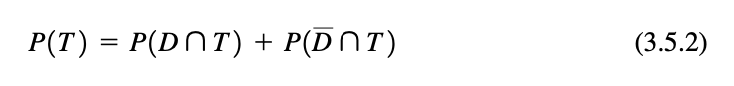 P(T) = P(D ∩ T) + P(D̅ ∩ T) (3.5.2)